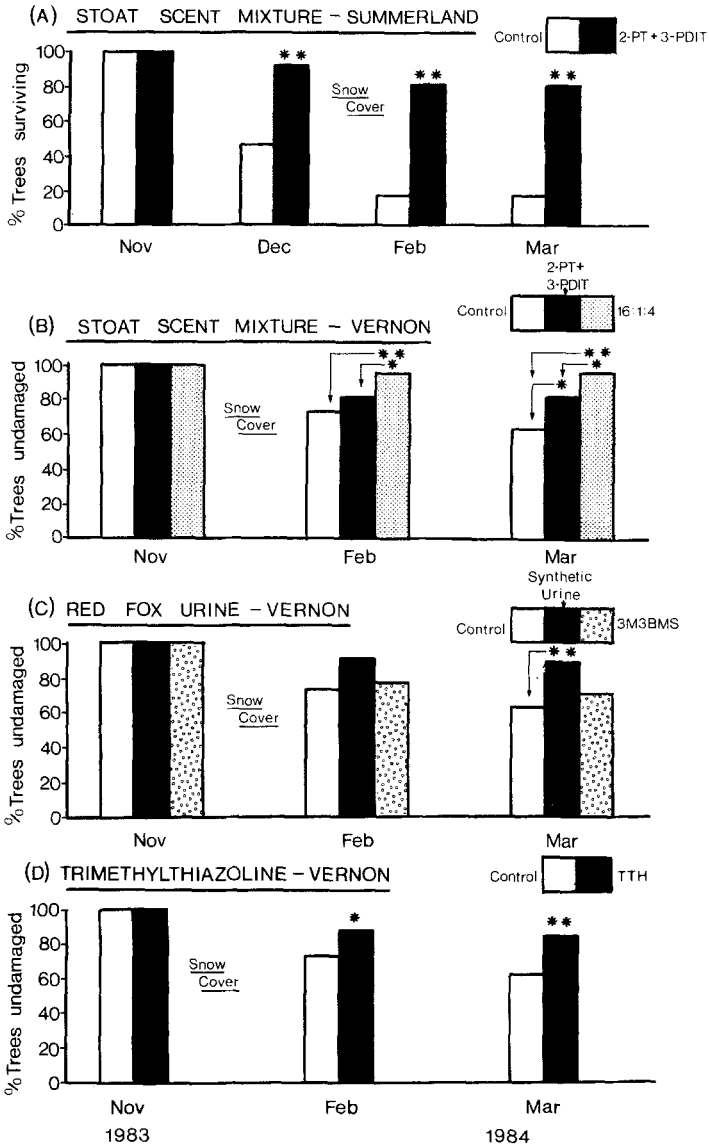 (A) STOAT SCENT MIXTURE - SUMMERLAND
Control 2-PT + 3-PDIT
% Trees surviving
100
80
60
40
20
0
** ** **
Snow
Cover
Nov Dec Feb Mar
2-PT+
3-PDIT
Control 16:1:4
(B) STOAT SCENT MIXTURE - VERNON
% Trees undamaged
100
80
60
40
20
0
** **
* *
*
Snow
Cover
Nov Feb Mar
Synthetic
Urine
Control 3M3BMS
(C) RED FOX URINE - VERNON
% Trees undamaged
100
80
60
40
20
0
**
Snow
Cover
Nov Feb Mar
(D) TRIMETHYLTHIAZOLINE - VERNON
Control TTH
% Trees undamaged
100
80
60
40
20
0
* **
Snow
Cover
Nov Feb Mar
1983 1984